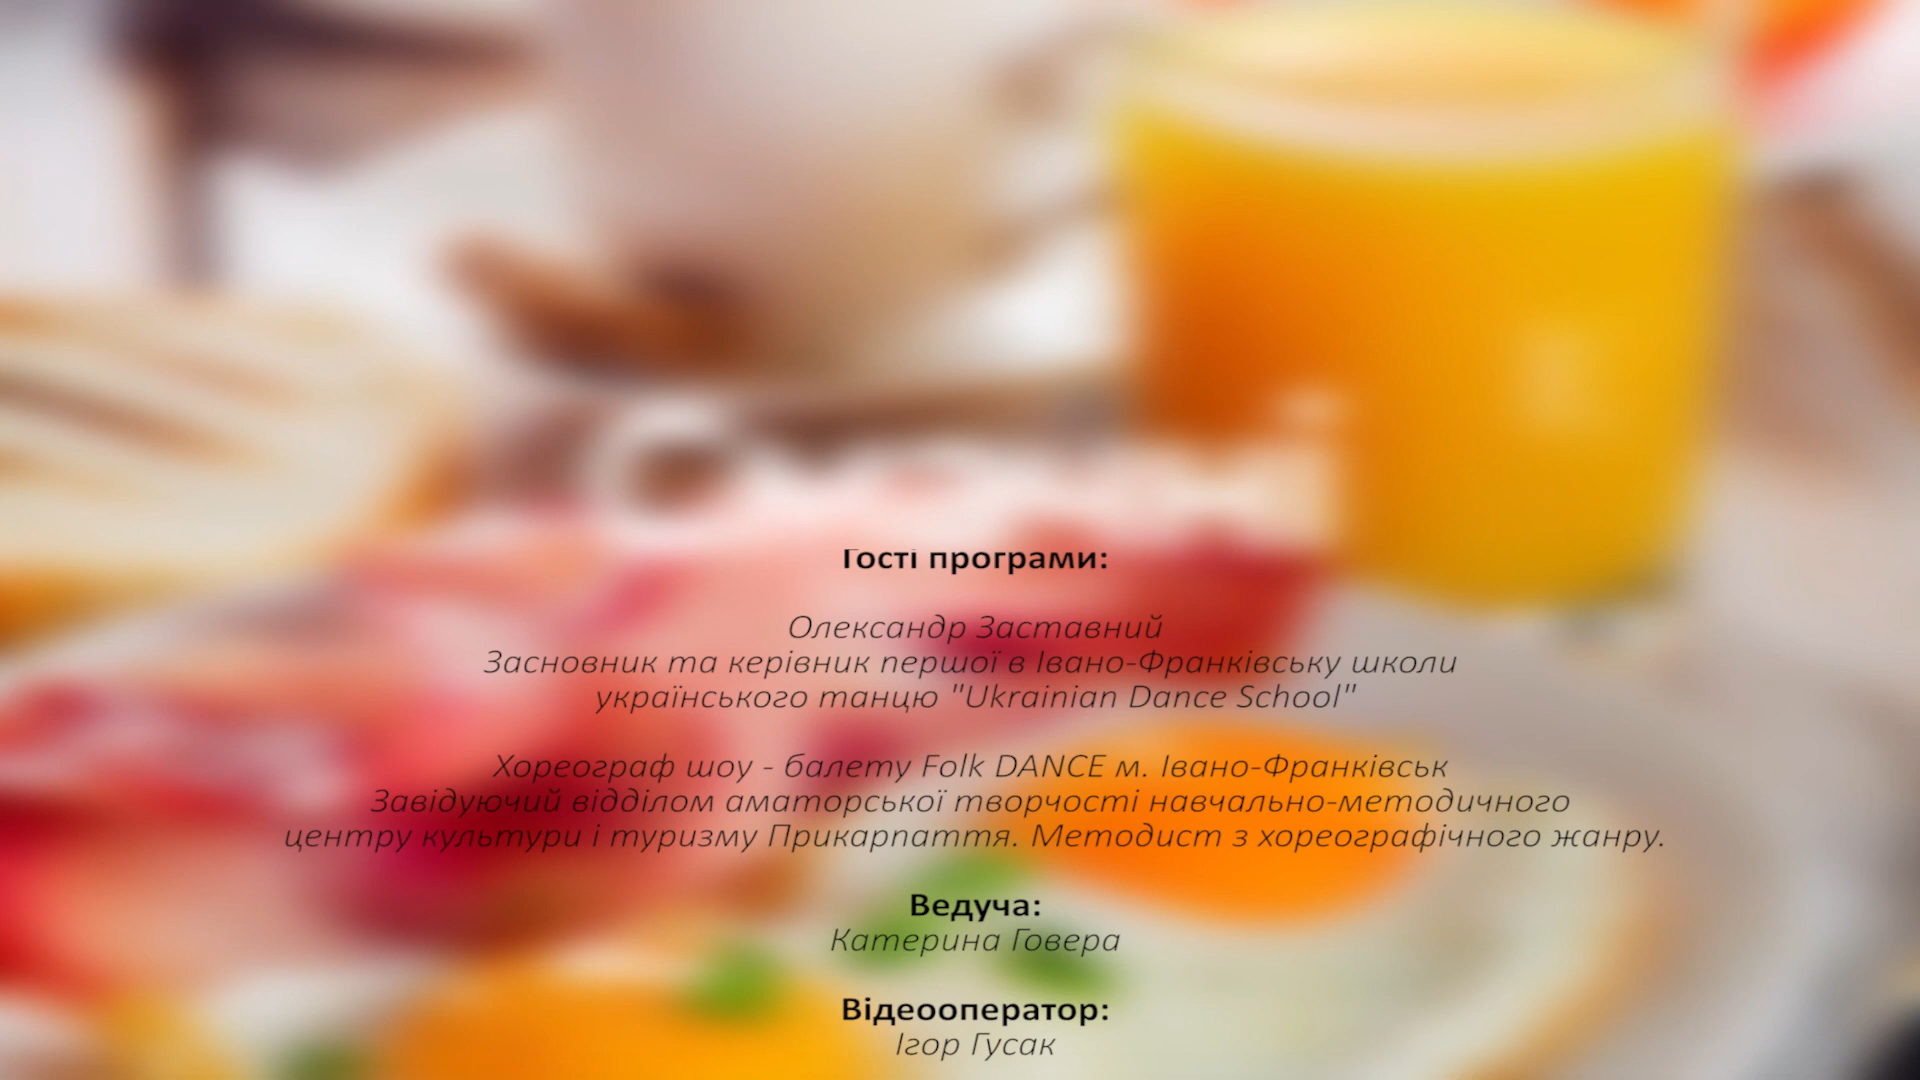 Гості програми:
Олександр Заставний
Засновник та керівник першої в Івано-Франківську школи
українського танцю "Ukrainian Dance School"
Хореограф шоу - балету Folk DANCE м. Івано-Франківськ
Завідуючий відділом аматорської творчості навчально-методичного
центру культури і туризму Прикарпаття. Методист з хореографічного жанру.
Ведуча:
Катерина Говера
Відеооператор:
Ігор Гусак